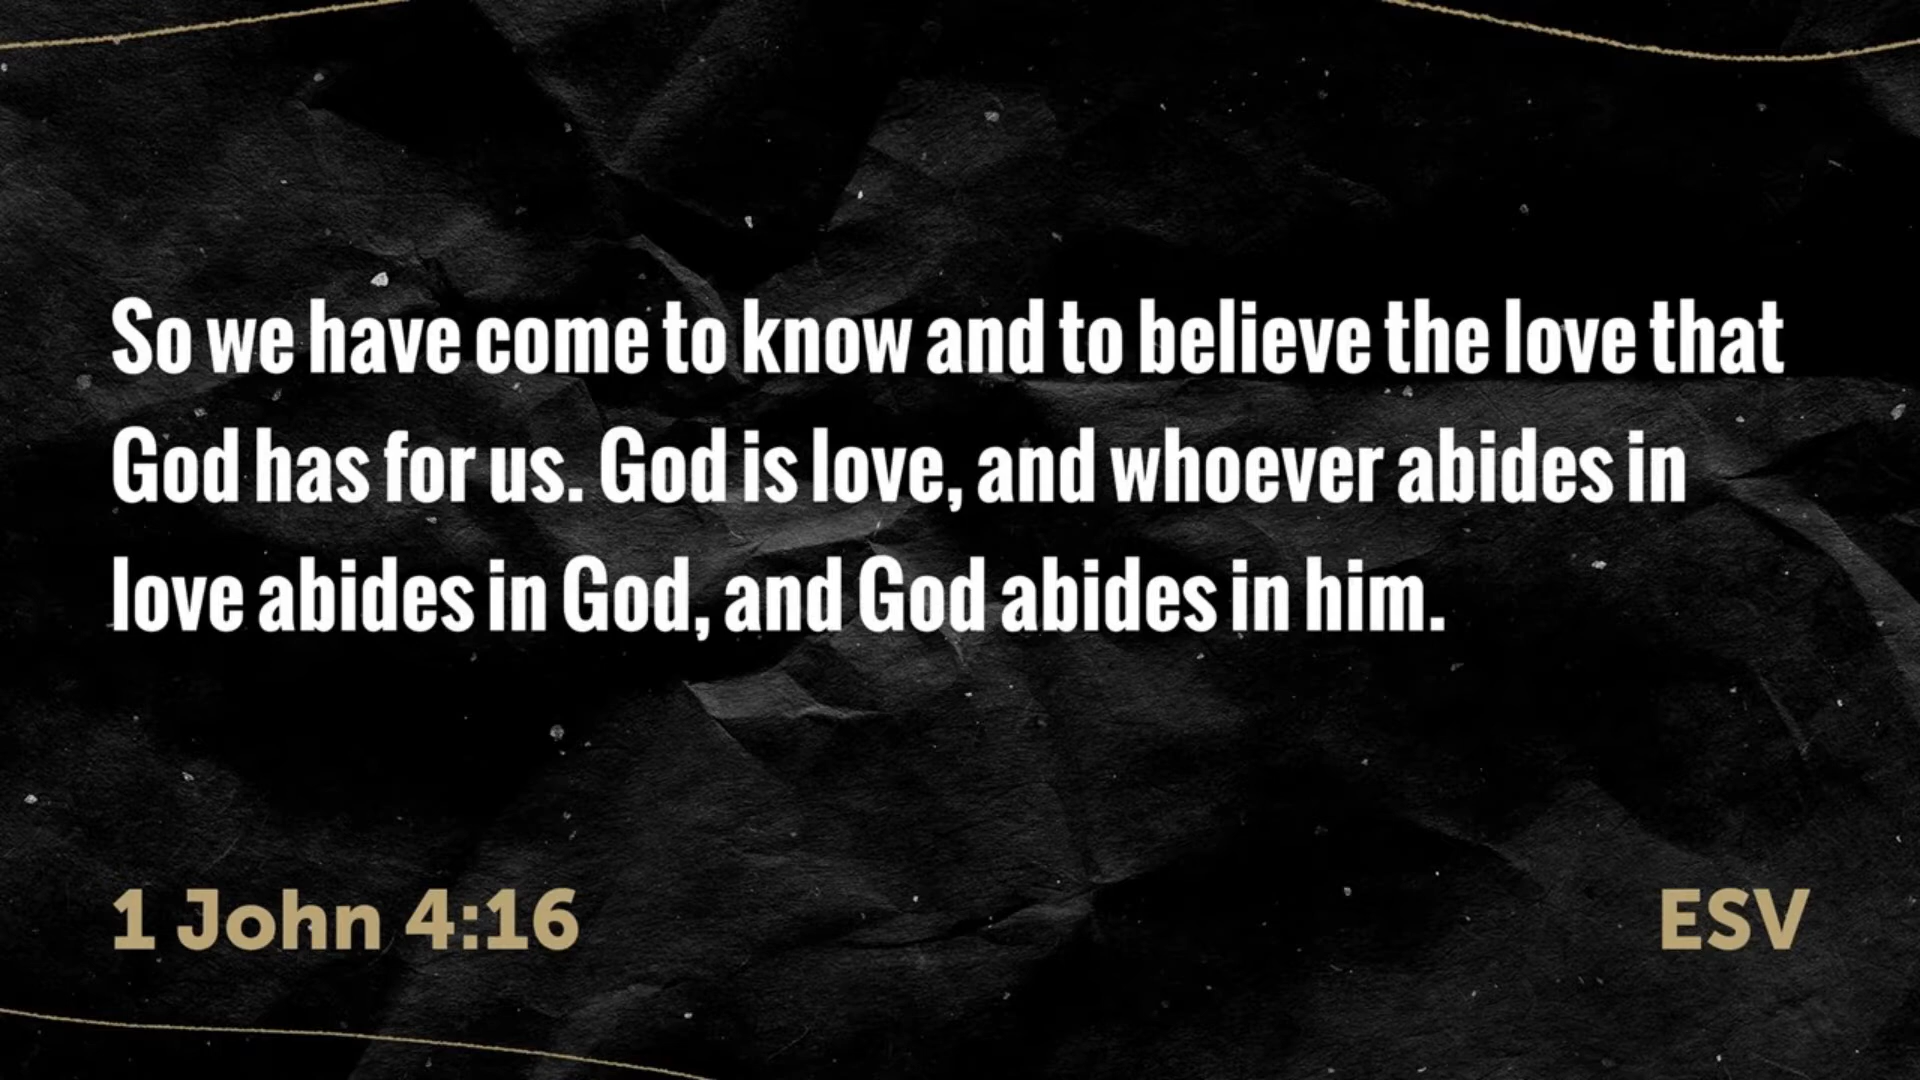 So we have come to know and to believe the love that
God has for us. God is love, and whoever abides in
love abides in God, and God abides in him.
1 John 4:16
ESV